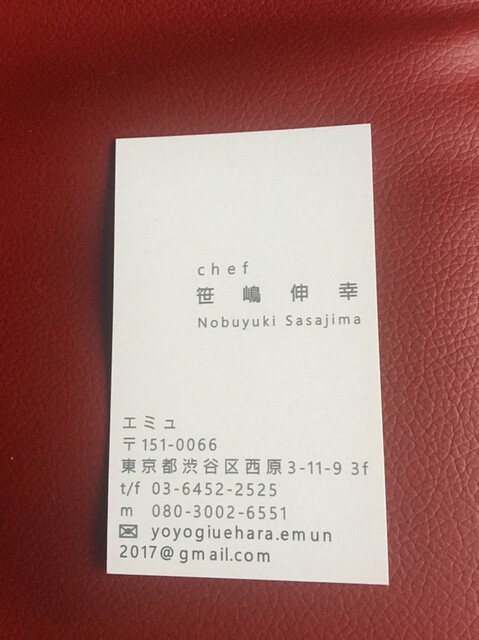 chef
笹嶋伸幸
Nobuyuki Sasajima
エミュ
〒151-0066
東京都渋谷区西原3-11-9 3f
t/f 03-6452-2525
m 080-3002-6551
✉ yoyogiuehara.emun
2017@gmail.com